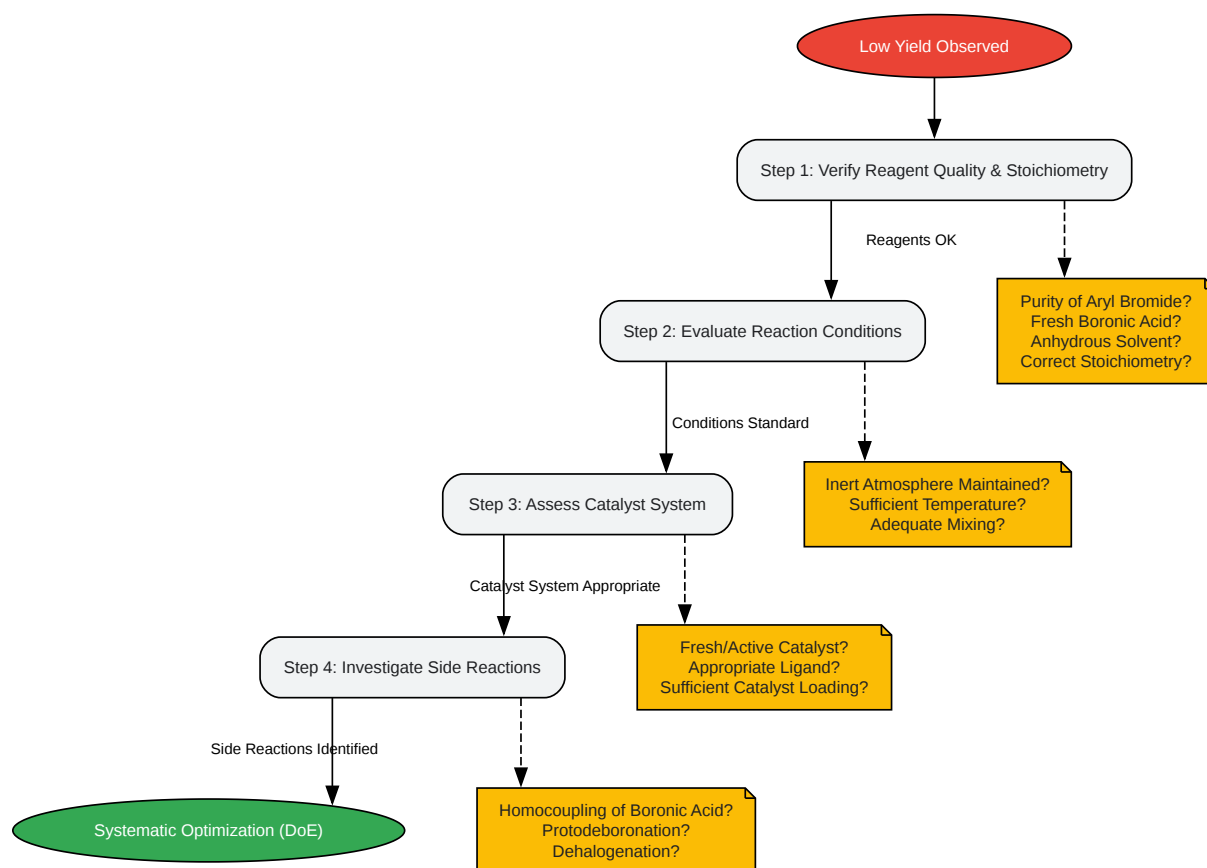 Low Yield Observed
Step 1: Verify Reagent Quality & Stoichiometry
Reagents OK
Purity of Aryl Bromide?
Fresh Boronic Acid?
Anhydrous Solvent?
Correct Stoichiometry?
Step 2: Evaluate Reaction Conditions
Conditions Standard
Inert Atmosphere Maintained?
Sufficient Temperature?
Adequate Mixing?
Step 3: Assess Catalyst System
Catalyst System Appropriate
Fresh/Active Catalyst?
Appropriate Ligand?
Sufficient Catalyst Loading?
Step 4: Investigate Side Reactions
Side Reactions Identified
Homocoupling of Boronic Acid?
Protodeboronation?
Dehalogenation?
Systematic Optimization (DoE)